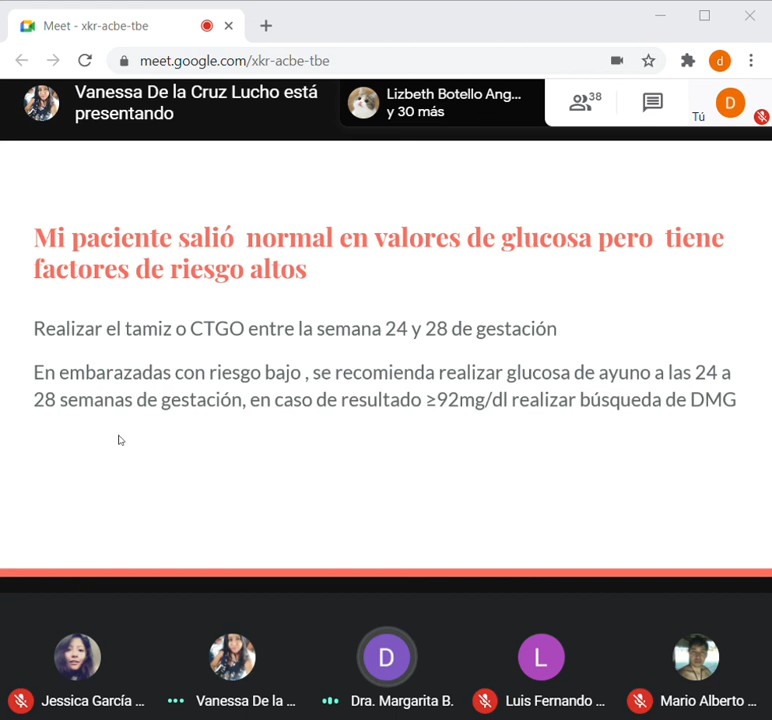 Meet - xkr-acbe-tbe
meet.google.com/xkr-acbe-tbe
d
Vanessa De la Cruz Lucho está
presentando
Lizbeth Botello Ang...
y 30 más
38
Tú
D
Mi paciente salió normal en valores de glucosa pero tiene
factores de riesgo altos
Realizar el tamiz o CTGO entre la semana 24 y 28 de gestación
En embarazadas con riesgo bajo , se recomienda realizar glucosa de ayuno a las 24 a
28 semanas de gestación, en caso de resultado ≥92mg/dl realizar búsqueda de DMG
D
L
Jessica García ...
Vanessa De la ...
Dra. Margarita B.
Luis Fernando ...
Mario Alberto ...